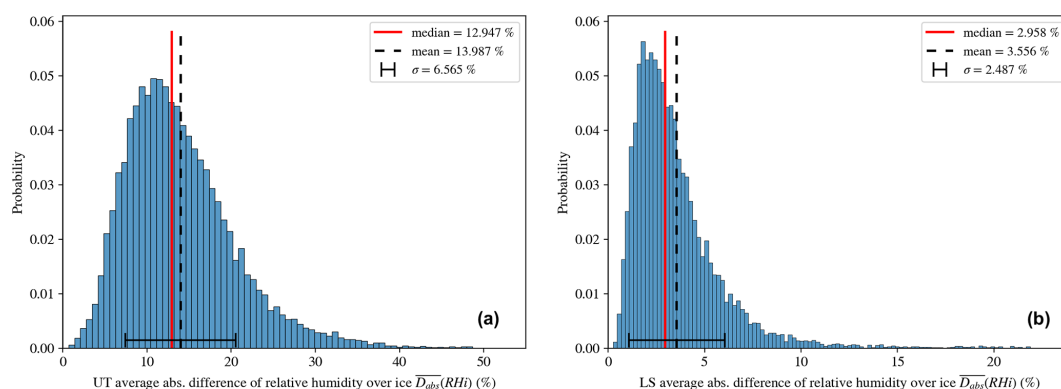 0.06
0.05
0.04
0.03
0.02
0.01
0.00
Probability
median = 12.947 %
mean = 13.987 %
σ = 6.565 %
(a)
0 10 20 30 40 50
UT average abs. difference of relative humidity over ice D_abs(RHi) (%)
0.06
0.05
0.04
0.03
0.02
0.01
0.00
Probability
median = 2.958 %
mean = 3.556 %
σ = 2.487 %
(b)
0 5 10 15 20
LS average abs. difference of relative humidity over ice D_abs(RHi) (%)